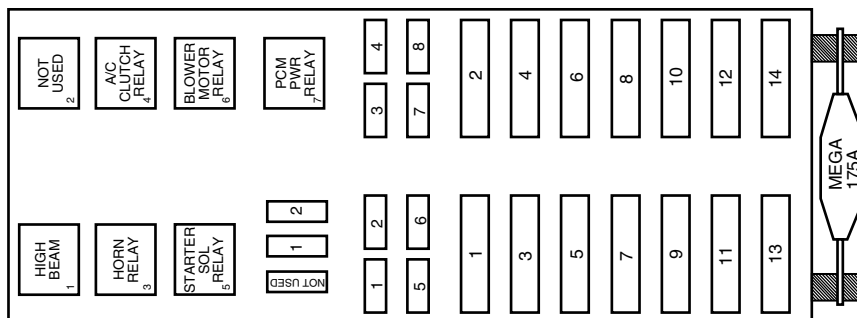 NOT
USED
2
A/C
CLUTCH
RELAY
4
BLOWER
MOTOR
RELAY
6
PCM
PWR
RELAY
7
4
8
3
7
2
4
6
8
10
12
14
MEGA
175A
HIGH
BEAM
1
HORN
RELAY
3
STARTER
SOL
RELAY
5
2
1
NOT USED
2
6
1
5
1
3
5
7
9
11
13